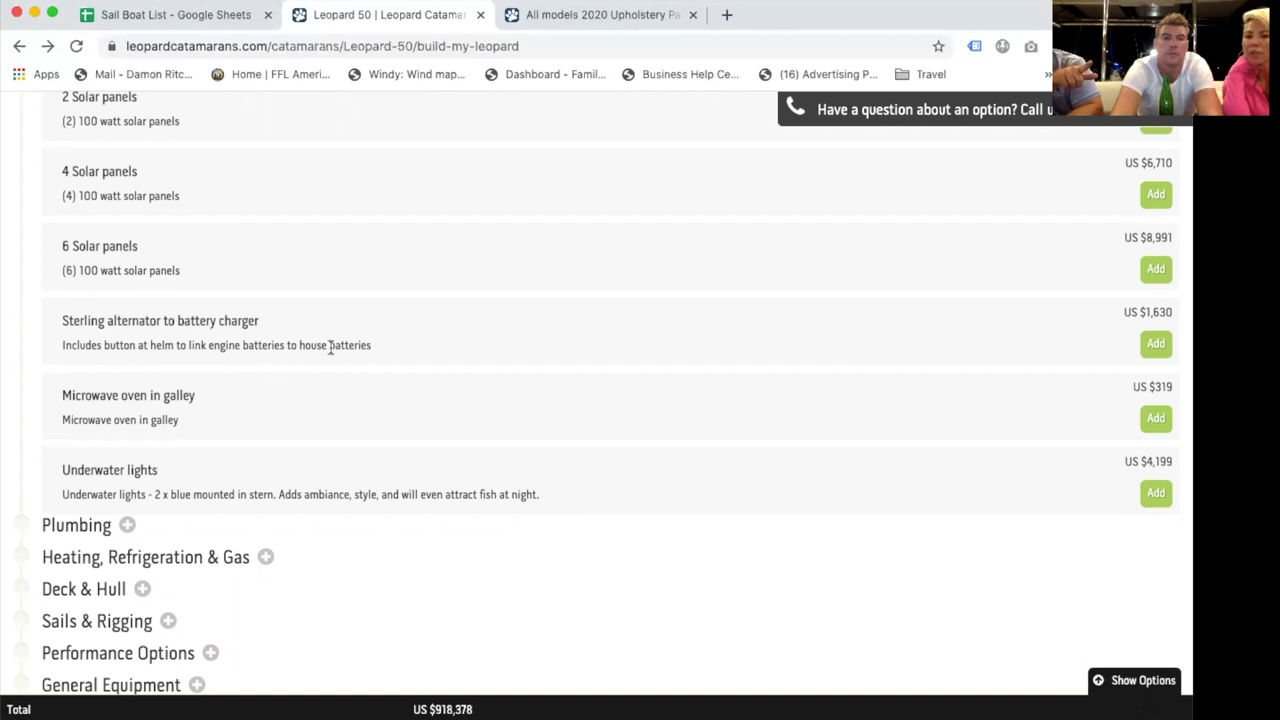 Sail Boat List - Google Sheets
Leopard 50 | Leopard Catamar
All models 2020 Upholstery Pa
leopardcatamarans.com/catamarans/Leopard-50/build-my-leopard
Apps
Mail - Damon Ritc...
Home | FFL Ameri...
Windy: Wind map...
Dashboard - Famil...
Business Help Ce...
(16) Advertising P...
Travel
»
2 Solar panels
(2) 100 watt solar panels
Have a question about an option? Call u
4 Solar panels
(4) 100 watt solar panels
US $6,710
Add
6 Solar panels
(6) 100 watt solar panels
US $8,991
Add
Sterling alternator to battery charger
Includes button at helm to link engine batteries to house batteries
US $1,630
Add
Microwave oven in galley
Microwave oven in galley
US $319
Add
Underwater lights
Underwater lights - 2 x blue mounted in stern. Adds ambiance, style, and will even attract fish at night.
US $4,199
Add
Plumbing
Heating, Refrigeration & Gas
Deck & Hull
Sails & Rigging
Performance Options
General Equipment
Show Options
Total US $918,378